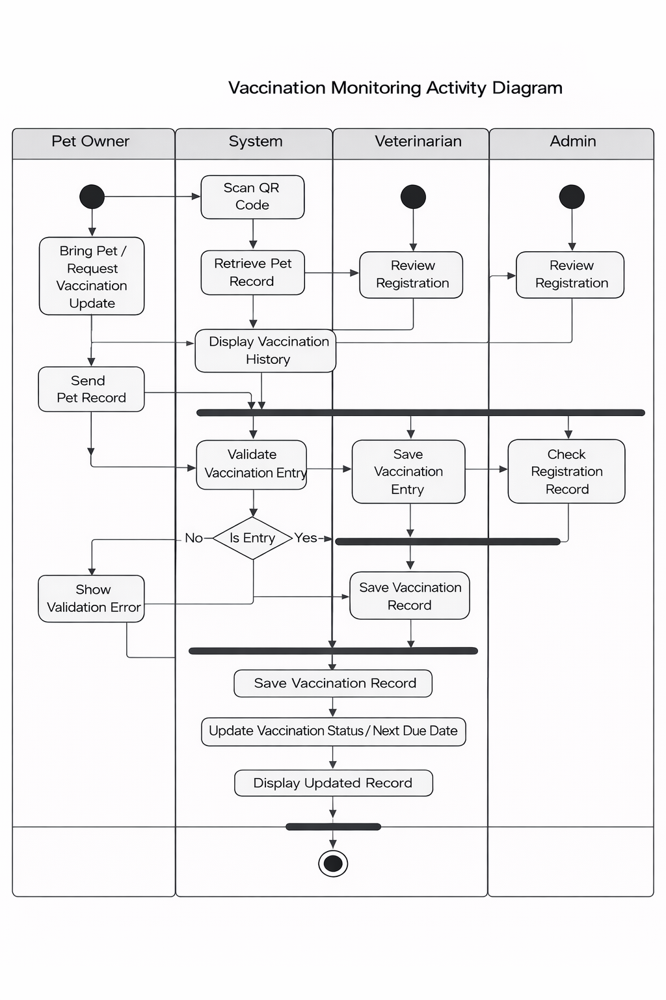 Vaccination Monitoring Activity Diagram
Pet Owner
System
Veterinarian
Admin
Scan QR
Code
Bring Pet /
Request
Vaccination
Update
Retrieve Pet
Record
Review
Registration
Review
Registration
Display Vaccination
History
Send
Pet Record
Validate
Vaccination Entry
Save
Vaccination
Entry
Check
Registration
Record
No
Is Entry
Yes
Show
Validation Error
Save Vaccination
Record
Save Vaccination Record
Update Vaccination Status / Next Due Date
Display Updated Record